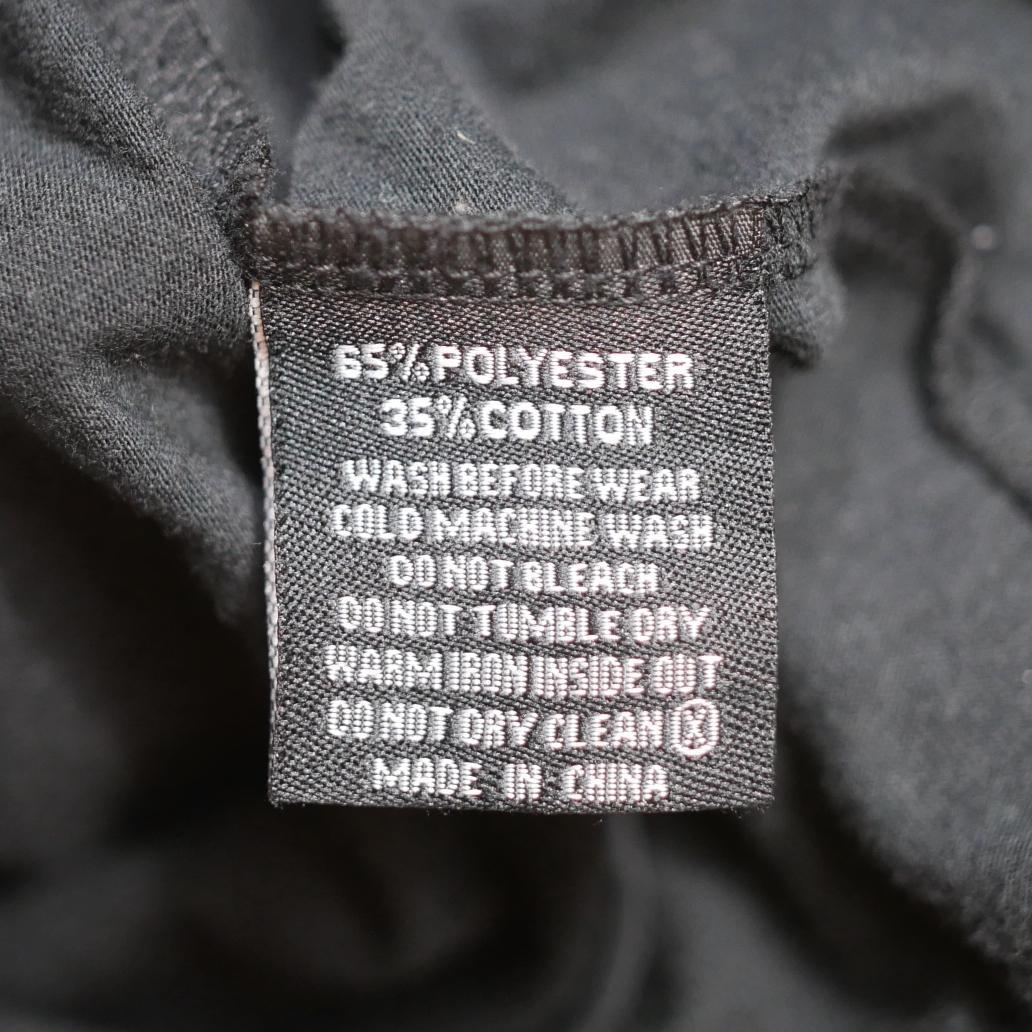 65% POLYESTER
35% COTTON
WASH BEFORE WEAR
COLD MACHINE WASH
DO NOT BLEACH
DO NOT TUMBLE DRY
WARM IRON INSIDE OUT
DO NOT DRY CLEAN Ⓧ
MADE IN CHINA